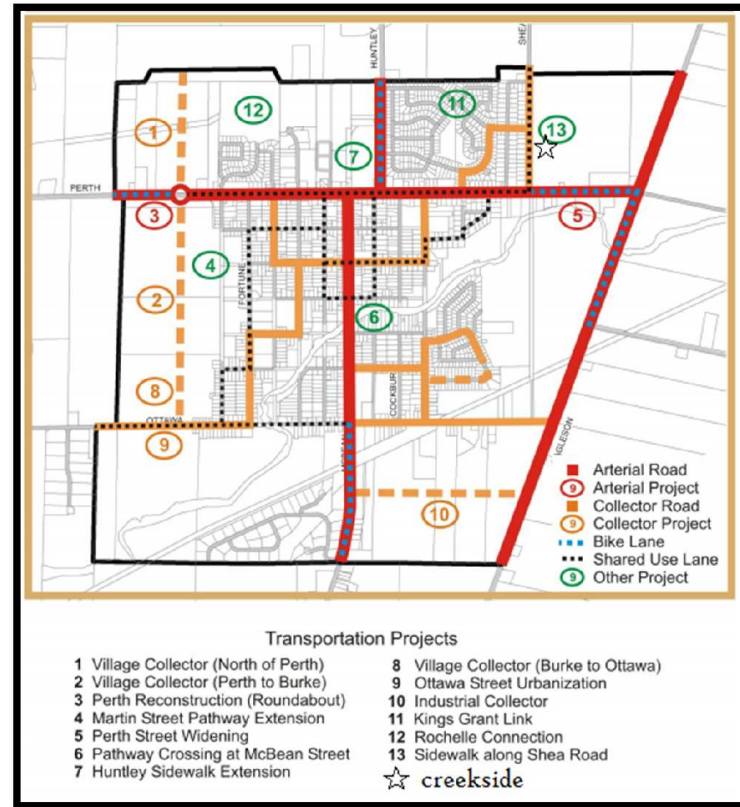 HUNTLEY
SHEA
12
11
1
13
7
PERTH
3
5
4
FORTUNE
2
6
8
COCKBUR
OTTAWA
9
AGLESON
10
Arterial Road
9 Arterial Project
Collector Road
9 Collector Project
Bike Lane
Shared Use Lane
9 Other Project
Transportation Projects
1 Village Collector (North of Perth)
2 Village Collector (Perth to Burke)
3 Perth Reconstruction (Roundabout)
4 Martin Street Pathway Extension
5 Perth Street Widening
6 Pathway Crossing at McBean Street
7 Huntley Sidewalk Extension
8 Village Collector (Burke to Ottawa)
9 Ottawa Street Urbanization
10 Industrial Collector
11 Kings Grant Link
12 Rochelle Connection
13 Sidewalk along Shea Road
creekside